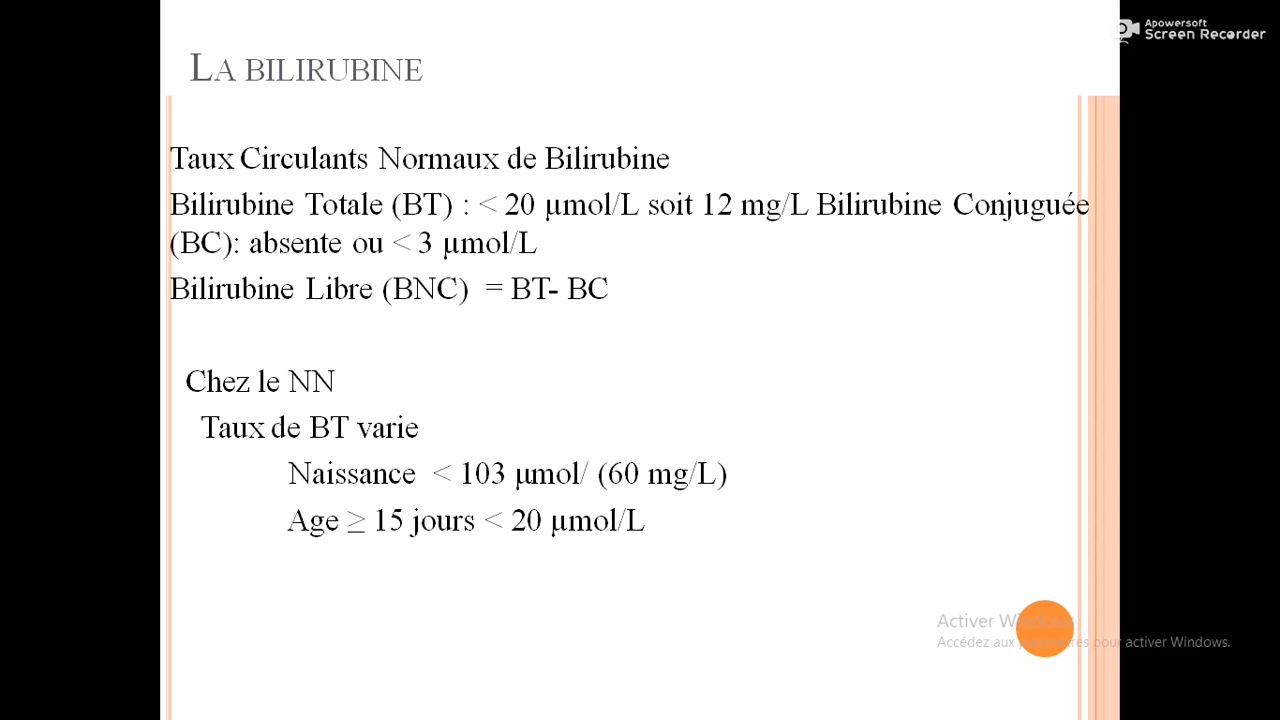 Apowersoft
Screen Recorder
LA BILIRUBINE
Taux Circulants Normaux de Bilirubine
Bilirubine Totale (BT) : < 20 µmol/L soit 12 mg/L Bilirubine Conjuguée
(BC): absente ou < 3 µmol/L
Bilirubine Libre (BNC) = BT- BC
Chez le NN
Taux de BT varie
Naissance < 103 µmol/ (60 mg/L)
Age ≥ 15 jours < 20 µmol/L
Activer Windows
Accédez aux paramètres pour activer Windows.